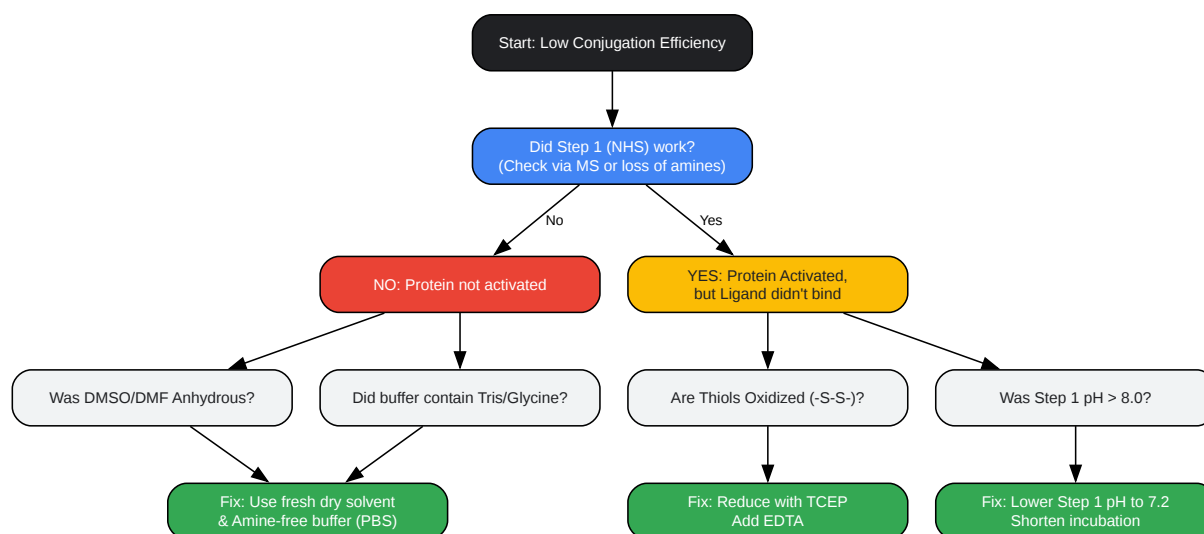 Start: Low Conjugation Efficiency
Did Step 1 (NHS) work?
(Check via MS or loss of amines)
No
Yes
NO: Protein not activated
YES: Protein Activated,
but Ligand didn't bind
Was DMSO/DMF Anhydrous?
Did buffer contain Tris/Glycine?
Are Thiols Oxidized (-S-S-)?
Was Step 1 pH > 8.0?
Fix: Use fresh dry solvent
& Amine-free buffer (PBS)
Fix: Reduce with TCEP
Add EDTA
Fix: Lower Step 1 pH to 7.2
Shorten incubation